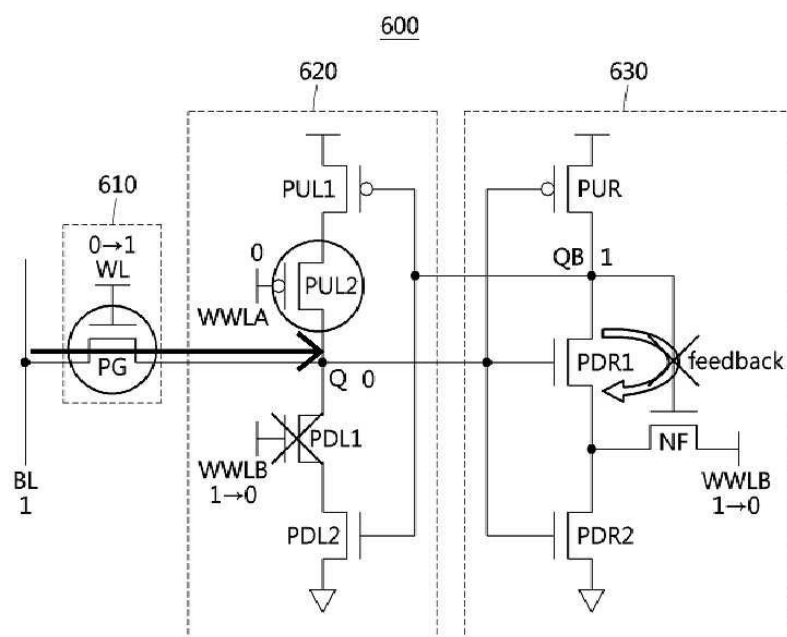 600
620
630
610
0→1
WL
PG
PUL1
0
PUL2
WWLA
Q 0
PDL1
WWLB
1→0
PDL2
BL
1
PUR
QB 1
PDR1
feedback
NF
WWLB
1→0
PDR2